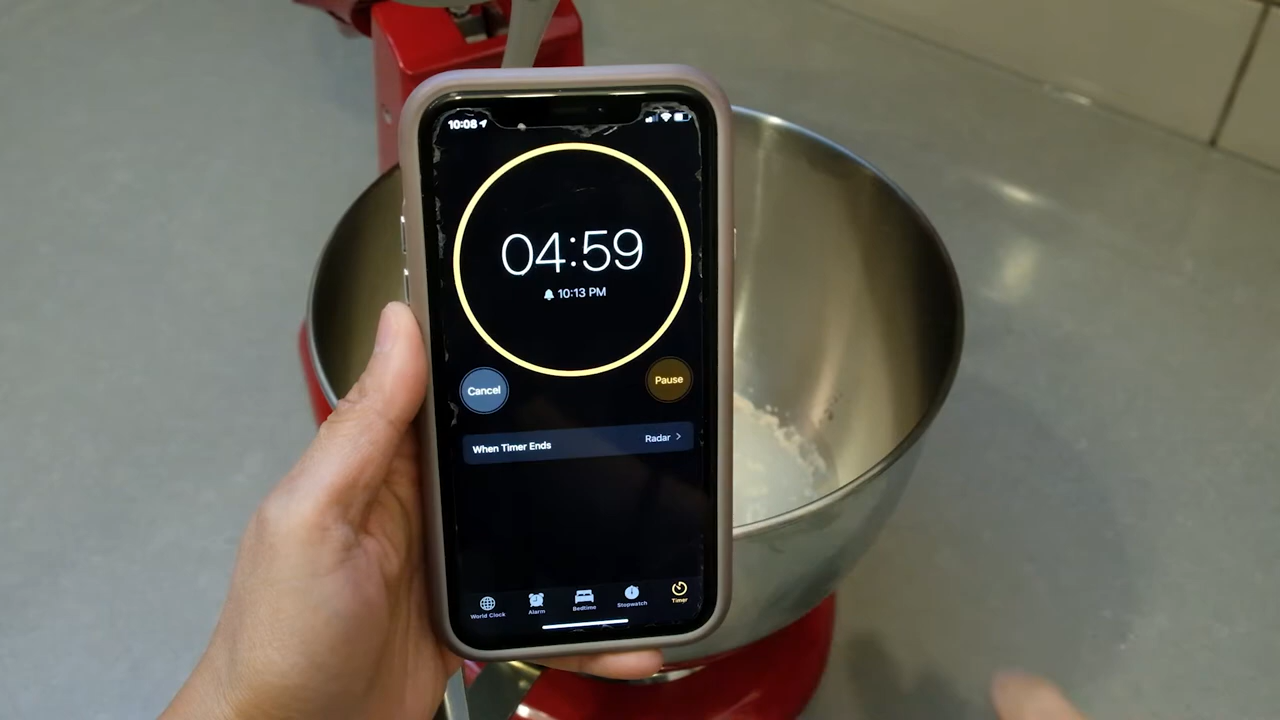 10:08
04:59
10:13 PM
Cancel
Pause
When Timer Ends
Radar
World Clock
Alarm
Bedtime
Stopwatch
Timer